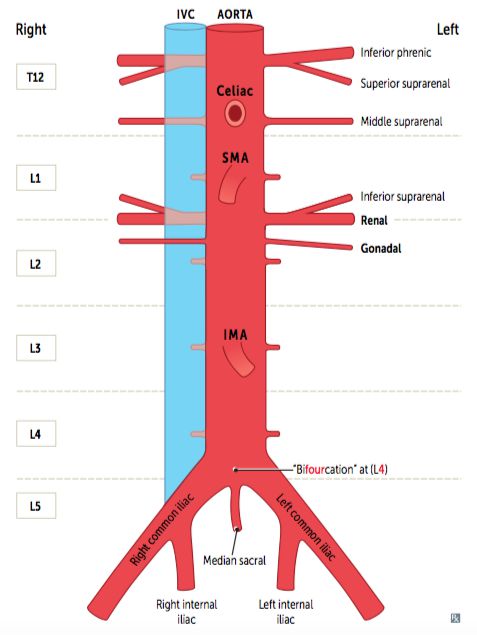 IVC AORTA
Right
Left
Inferior phrenic
T12
Superior suprarenal
Celiac
Middle suprarenal
SMA
L1
Inferior suprarenal
Renal
Gonadal
L2
IMA
L3
L4
"Bifourcation" at (L4)
L5
Right common iliac
Left common iliac
Median sacral
Right internal
iliac
Left internal
iliac